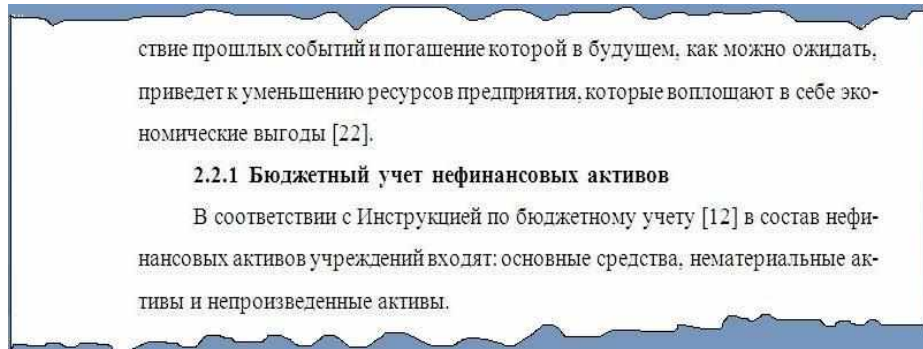 ствие прошлых событий и погашение которой в будущем, как можно ожидать,
приведет к уменьшению ресурсов предприятия, которые воплощают в себе эко-
номические выгоды [22].
2.2.1 Бюджетный учет нефинансовых активов
В соответствии с Инструкцией по бюджетному учету [12] в состав нефи-
нансовых активов учреждений входят: основные средства, нематериальные ак-
тивы и непроизведенные активы.